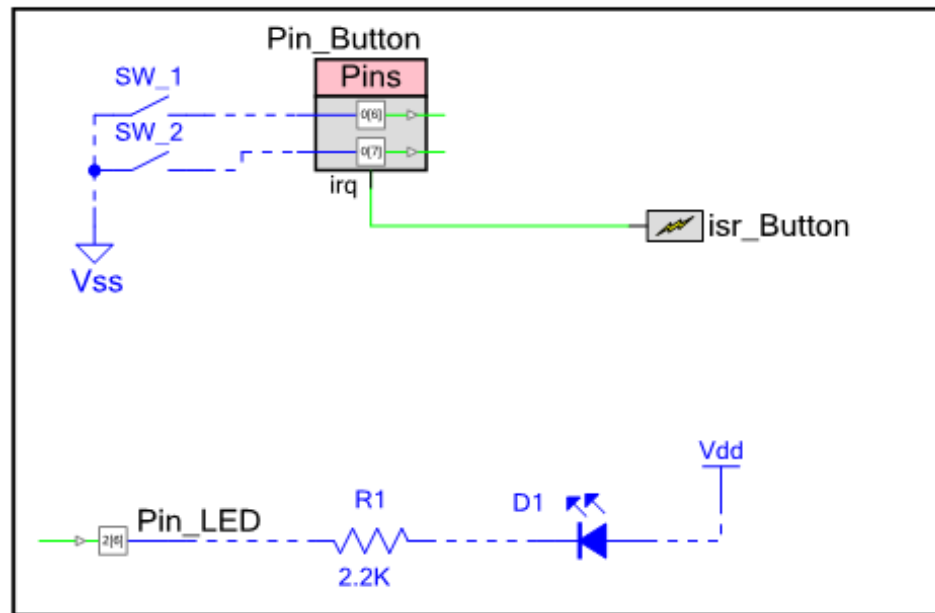 Pin_Button
Pins
SW_1
0[6]
SW_2
0[7]
irq
isr_Button
Vss
Vdd
R1
D1
Pin_LED
2[6]
2.2K